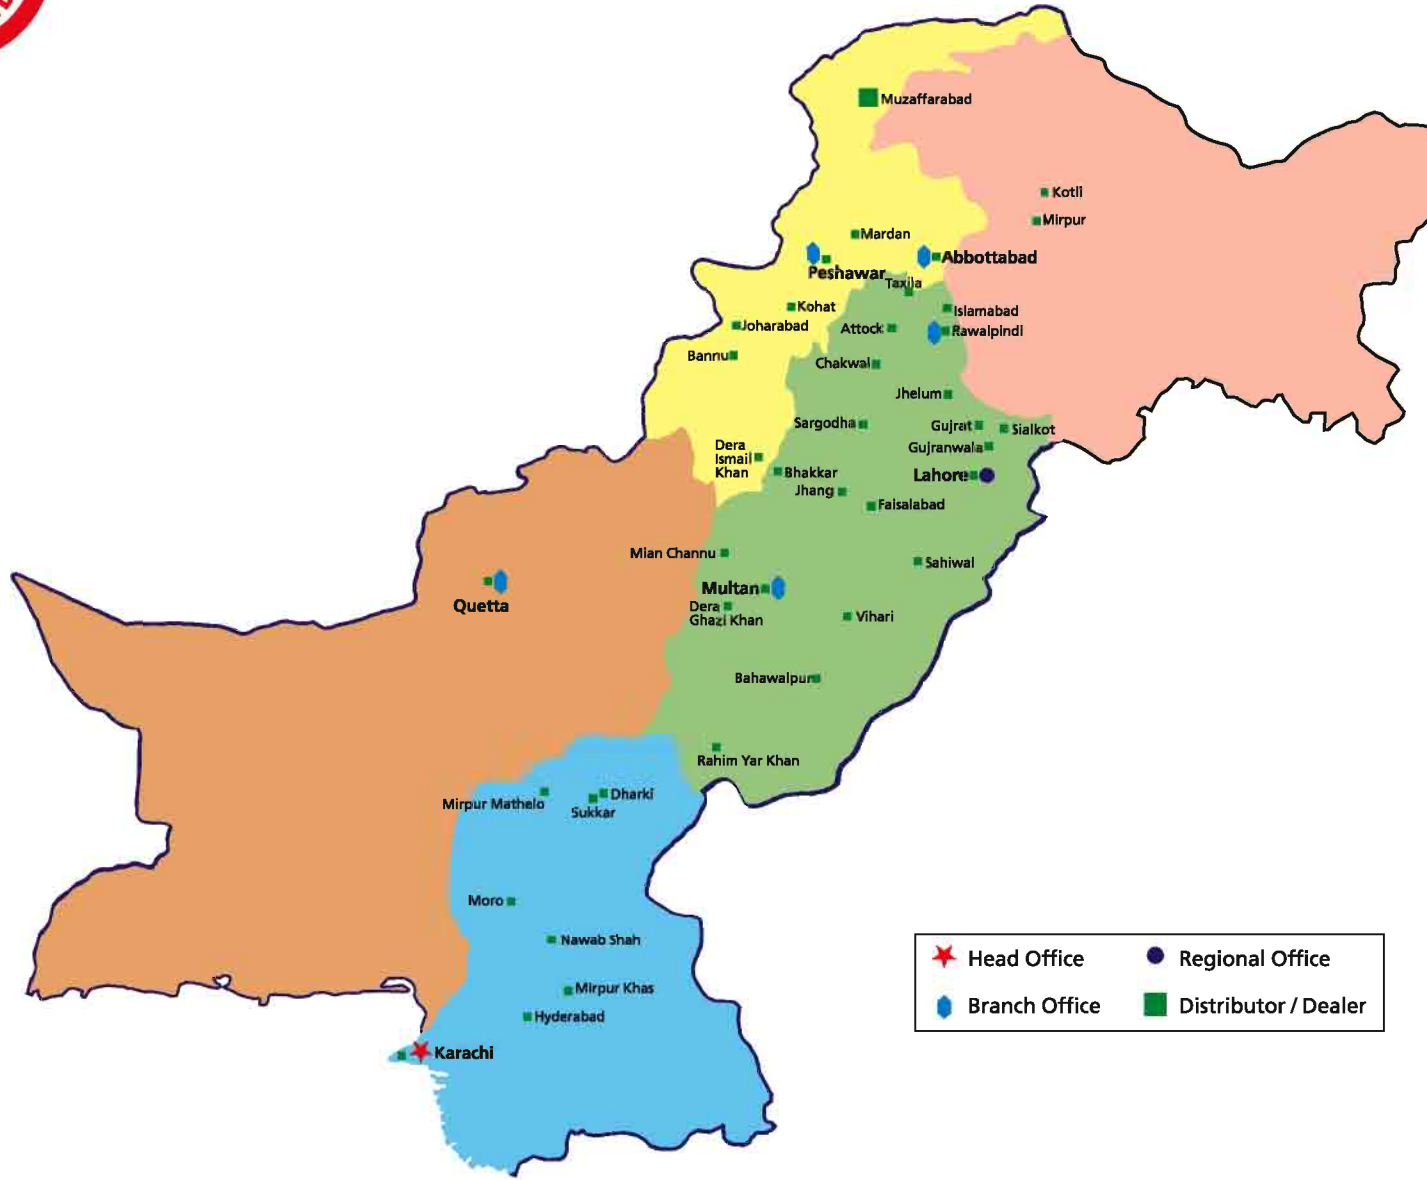 Muzaffarabad
Kotli
Mirpur
Mardan
Abbottabad
Peshawar
Taxila
Kohat
Islamabad
Joharabad
Attock
Rawalpindi
Bannu
Chakwal
Jhelum
Sargodha
Gujrat
Sialkot
Gujranwala
Dera
Ismail
Khan
Bhakkar
Lahore
Jhang
Faisalabad
Mian Channu
Sahiwal
Multan
Quetta
Dera
Ghazi Khan
Vihari
Bahawalpur
Rahim Yar Khan
Mirpur Mathelo
Dharki
Sukkar
Moro
Nawab Shah
Mirpur Khas
Hyderabad
Karachi
Head Office
Regional Office
Branch Office
Distributor / Dealer